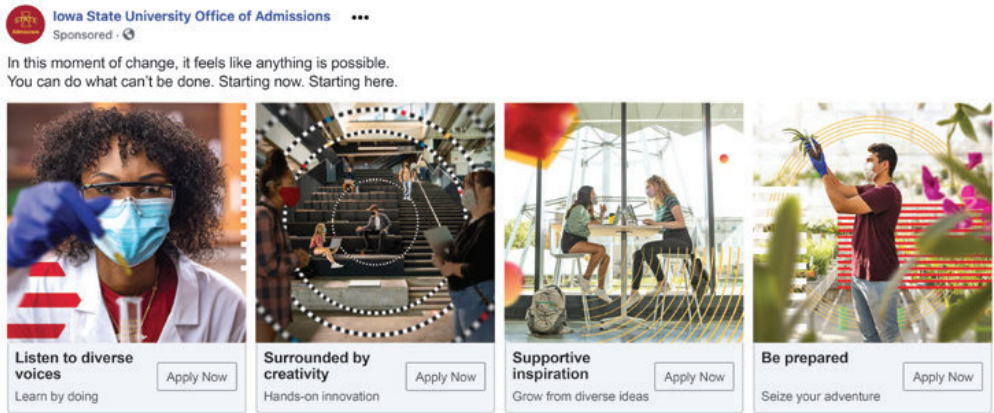 STATE
Admissions
Iowa State University Office of Admissions
Sponsored ·
In this moment of change, it feels like anything is possible.
You can do what can't be done. Starting now. Starting here.
Listen to diverse
voices
Learn by doing
Apply Now
Surrounded by
creativity
Hands-on innovation
Apply Now
Supportive
inspiration
Grow from diverse ideas
Apply Now
Be prepared
Seize your adventure
Apply Now